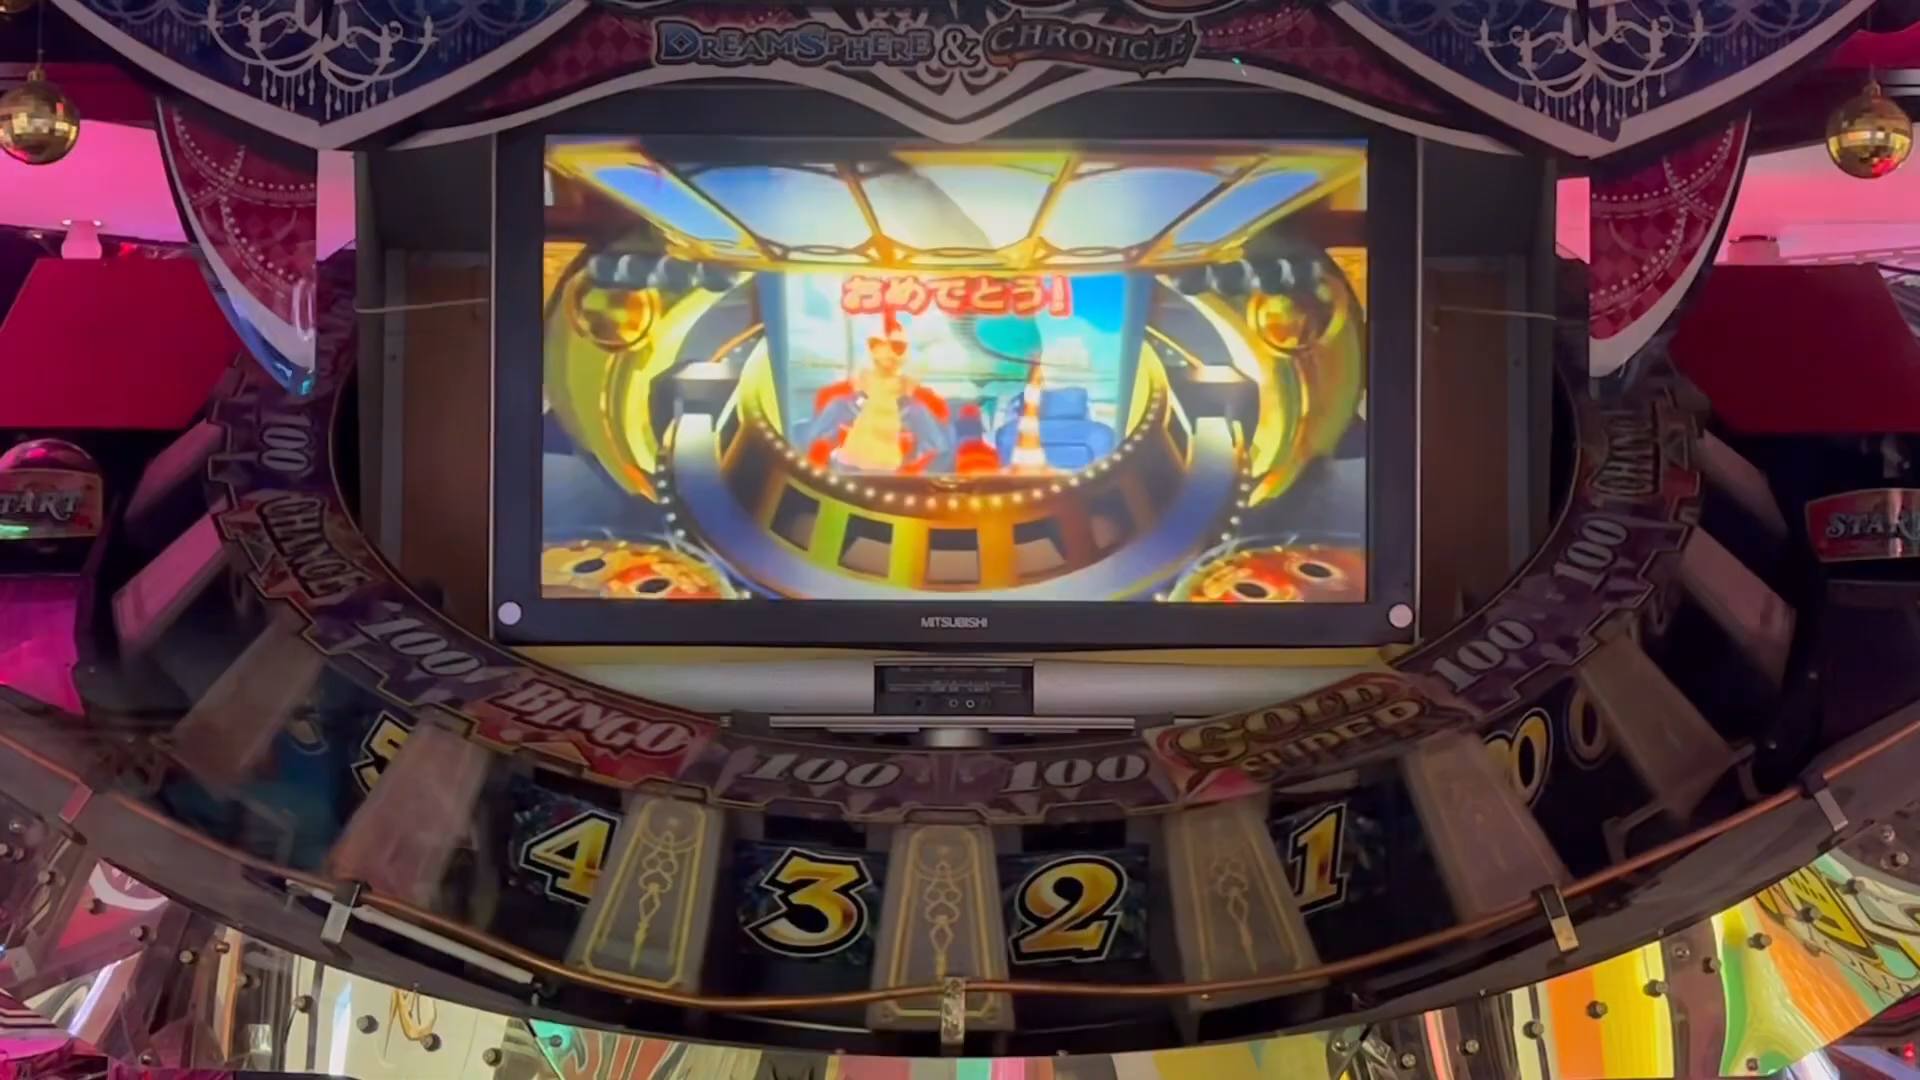 DREAMSPHERE & CHRONICLE
おめでとう!
START
START
MITSUBISHI
100
CHANCE
100
BINGO
100
100
GOLD
SUPER
100
100
CHANCE
5
4
3
2
1